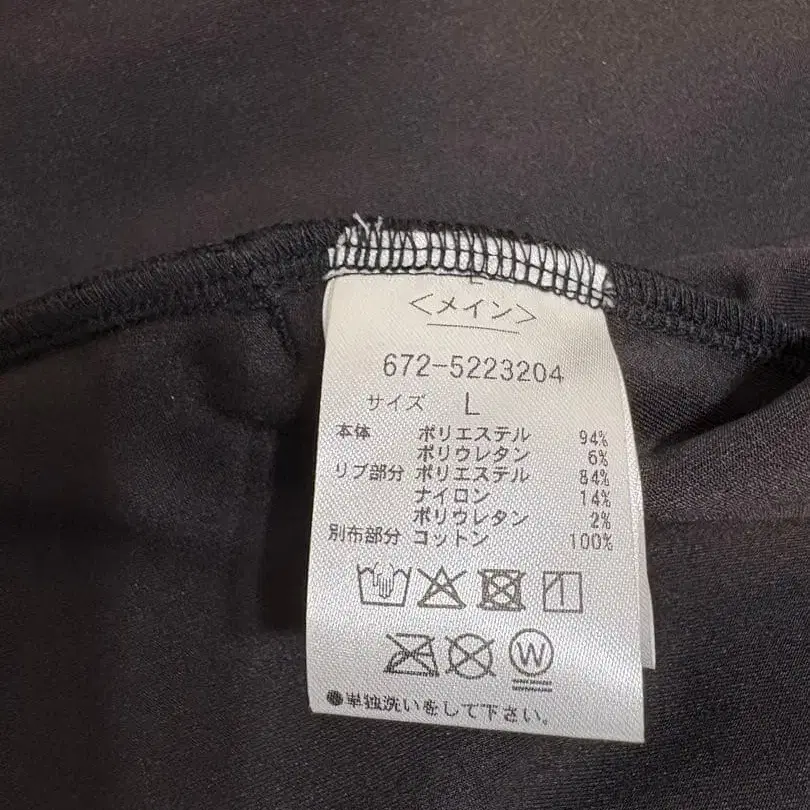 <メイン>
672-5223204
サイズ L
本体 ポリエステル 94%
ポリウレタン 6%
リブ部分 ポリエステル 84%
ナイロン 14%
ポリウレタン 2%
別布部分 コットン 100%
W
●単独洗いをして下さい。